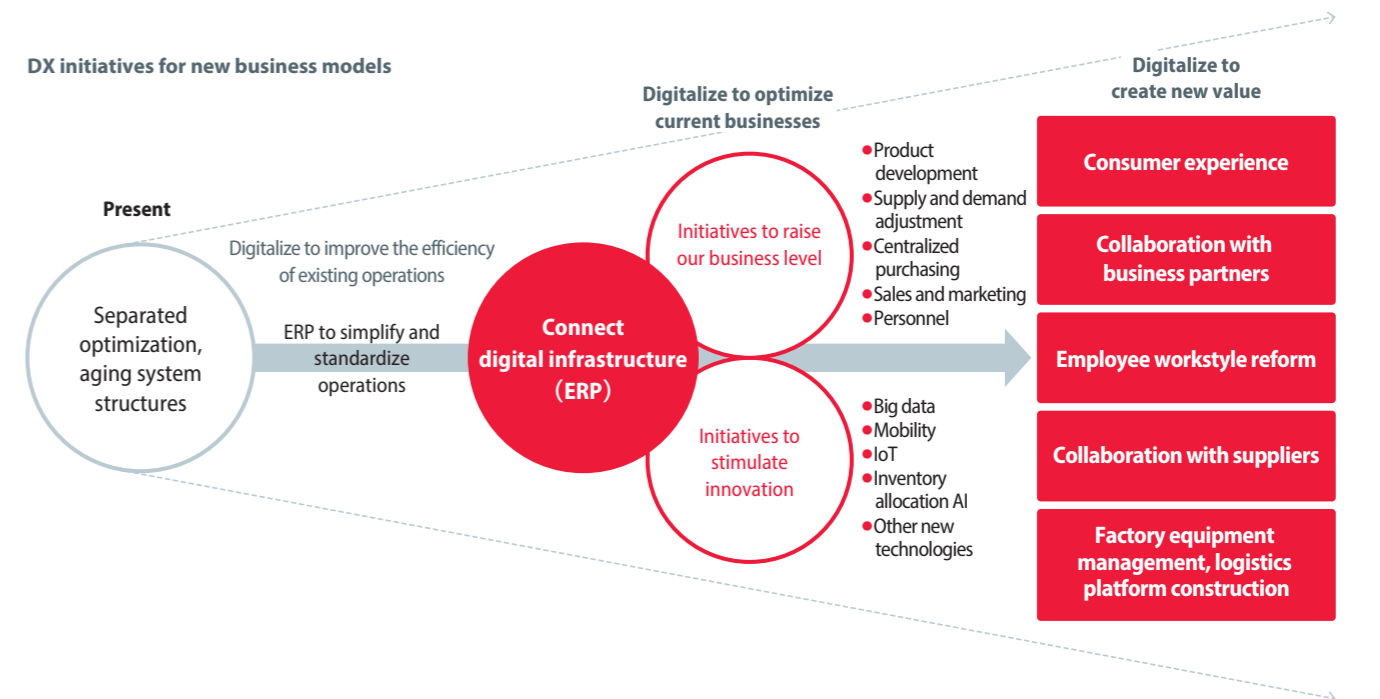 DX initiatives for new business models
Present
Separated
optimization,
aging system
structures
Digitalize to improve the efficiency
of existing operations
ERP to simplify and
standardize
operations
Connect
digital infrastructure
（ERP）
Digitalize to optimize
current businesses
Initiatives to raise
our business level
●Product
development
●Supply and demand
adjustment
●Centralized
purchasing
●Sales and marketing
●Personnel
Initiatives to
stimulate
innovation
●Big data
●Mobility
●IoT
●Inventory
allocation AI
●Other new
technologies
Digitalize to
create new value
Consumer experience
Collaboration with
business partners
Employee workstyle reform
Collaboration with suppliers
Factory equipment
management, logistics
platform construction